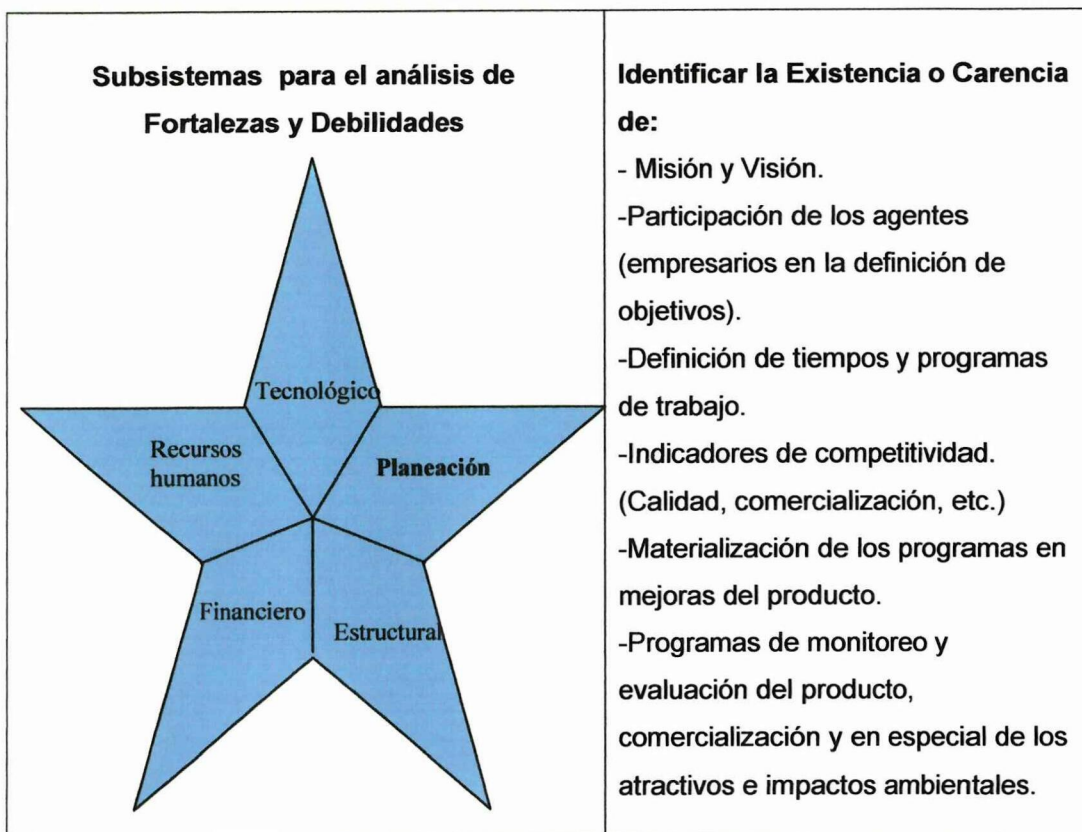 Subsistemas para el análisis de
Fortalezas y Debilidades
Tecnológico
Recursos
humanos
Planeación
Financiero
Estructural
Identificar la Existencia o Carencia
de:
- Misión y Visión.
-Participación de los agentes
(empresarios en la definición de
objetivos).
-Definición de tiempos y programas
de trabajo.
-Indicadores de competitividad.
(Calidad, comercialización, etc.)
-Materialización de los programas en
mejoras del producto.
-Programas de monitoreo y
evaluación del producto,
comercialización y en especial de los
atractivos e impactos ambientales.